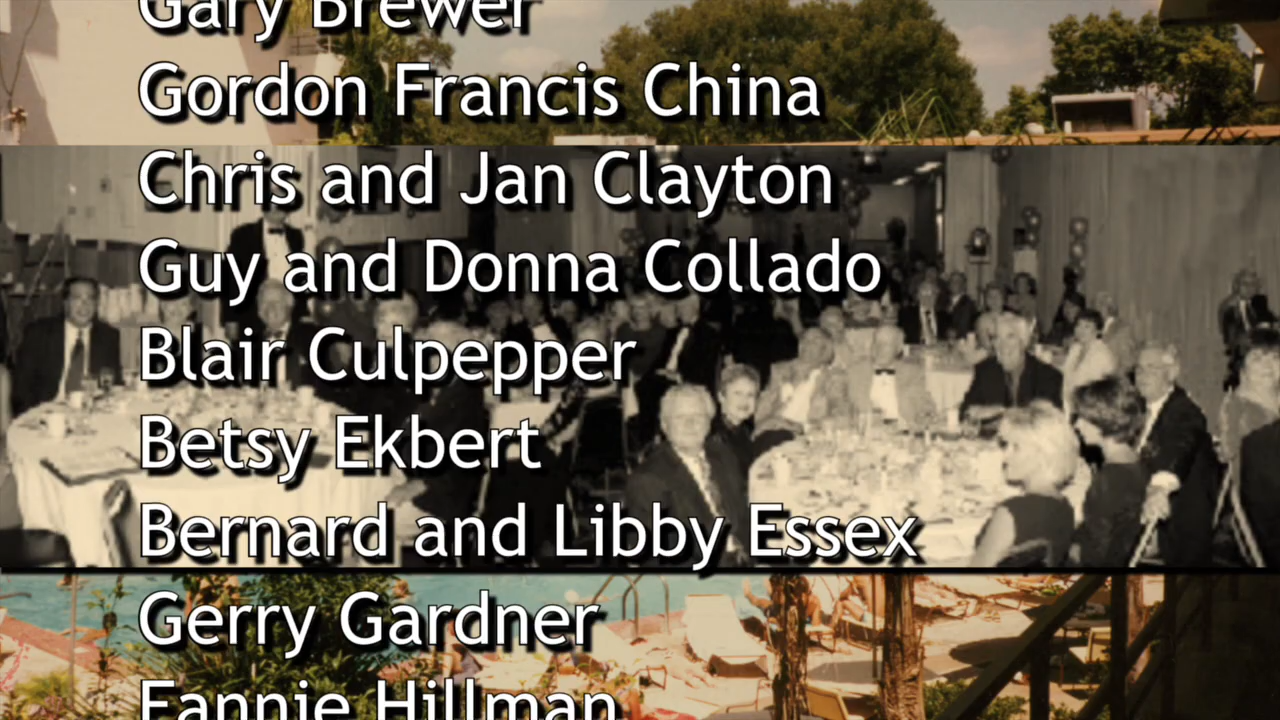 Gary Brewer
Gordon Francis China
Chris and Jan Clayton
Guy and Donna Collado
Blair Culpepper
Betsy Ekbert
Bernard and Libby Essex
Gerry Gardner
Fannie Hillman